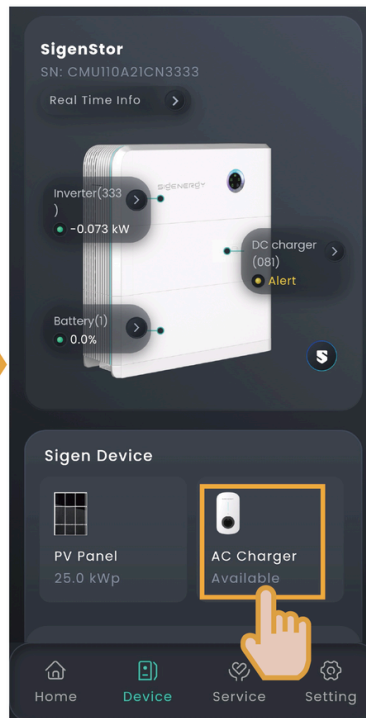 SigenStor
SN: CMU110A21CN3333
Real Time Info
SIGENERGY
Inverter(333
)
-0.073 kW
DC charger
(081)
Alert
Battery(1)
0.0%
Sigen Device
PV Panel
25.0 kWp
AC Charger
Available
Home
Device
Service
Setting